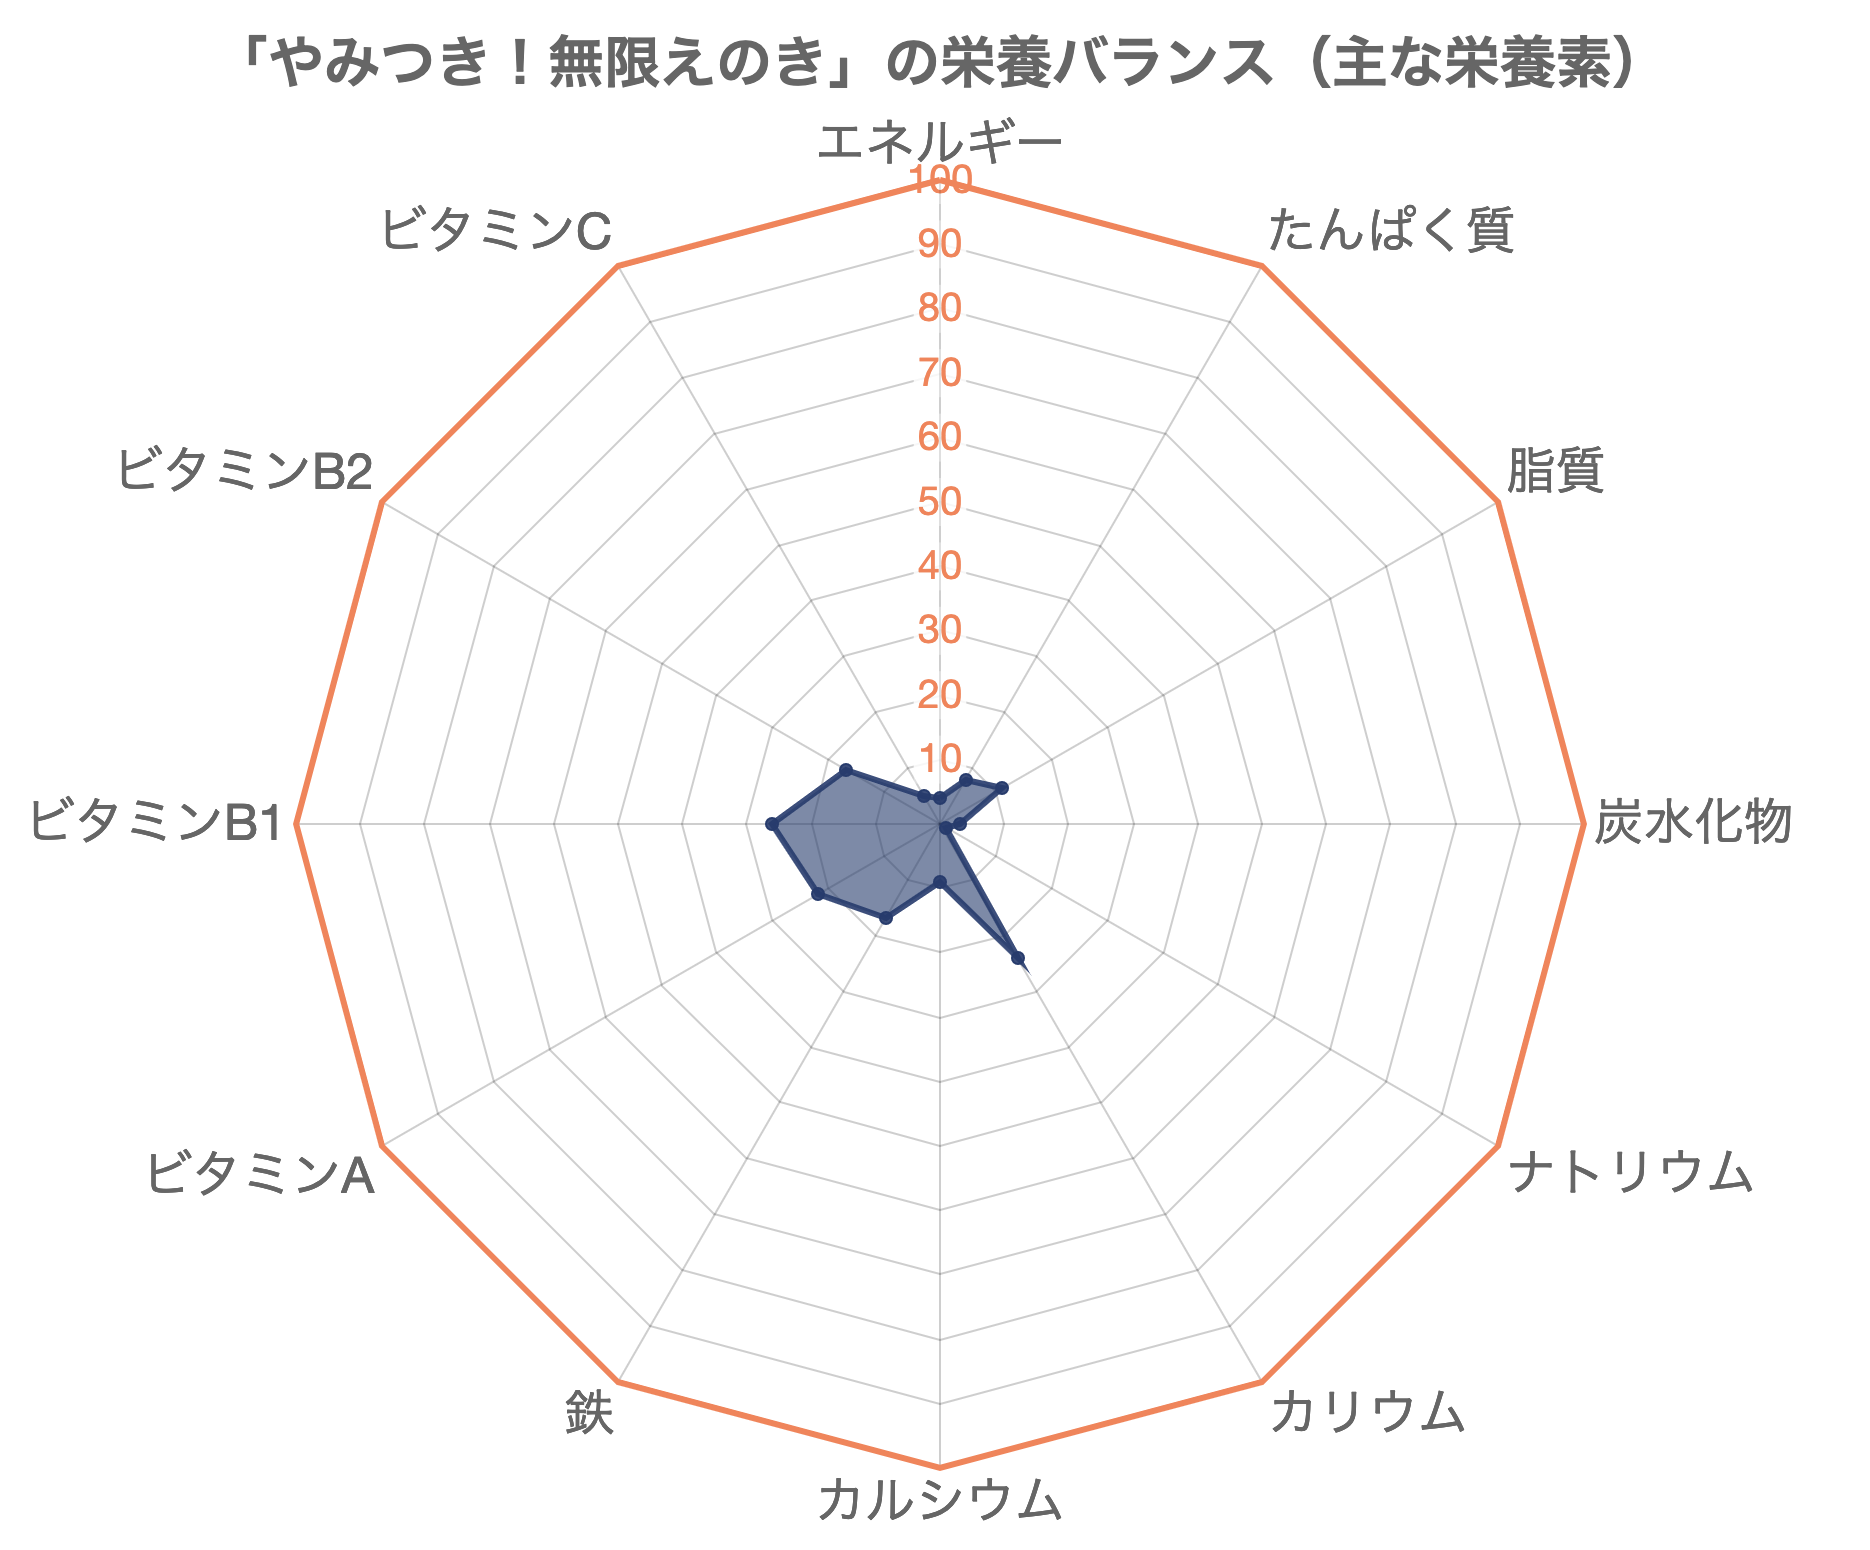 「やみつき！無限えのき」の栄養バランス（主な栄養素）
エネルギー
100
90
80
70
60
50
40
30
20
10
たんぱく質
脂質
炭水化物
ナトリウム
カリウム
カルシウム
鉄
ビタミンA
ビタミンB1
ビタミンB2
ビタミンC